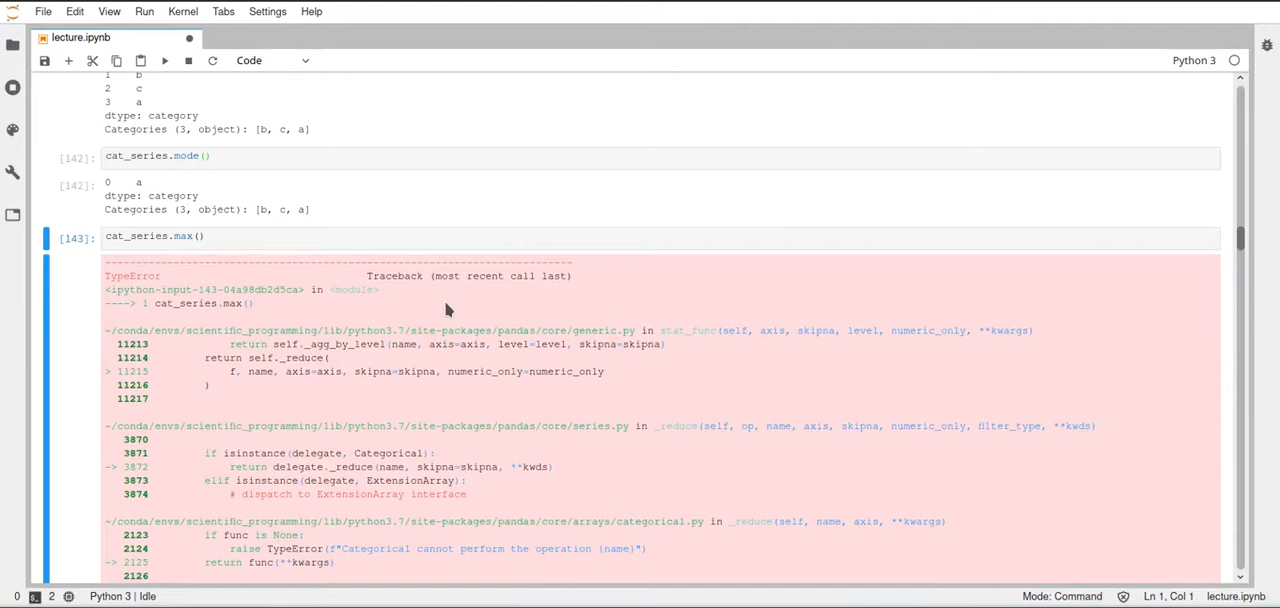 File Edit View Run Kernel Tabs Settings Help
lecture.ipynb
Code
Python 3
1 b
2 c
3 a
dtype: category
Categories (3, object): [b, c, a]
[142]: cat_series.mode()
[142]: 0 a
dtype: category
Categories (3, object): [b, c, a]
[143]: cat_series.max()
---------------------------------------------------------------------------
TypeError Traceback (most recent call last)
<ipython-input-143-04a98db2d5ca> in <module>
----> 1 cat_series.max()
~/conda/envs/scientific_programming/lib/python3.7/site-packages/pandas/core/generic.py in stat_func(self, axis, skipna, level, numeric_only, **kwargs)
11213 return self._agg_by_level(name, axis=axis, level=level, skipna=skipna)
11214 return self._reduce(
> 11215 f, name, axis=axis, skipna=skipna, numeric_only=numeric_only
11216 )
11217
~/conda/envs/scientific_programming/lib/python3.7/site-packages/pandas/core/series.py in _reduce(self, op, name, axis, skipna, numeric_only, filter_type, **kwds)
3870
3871 if isinstance(delegate, Categorical):
-> 3872 return delegate._reduce(name, skipna=skipna, **kwds)
3873 elif isinstance(delegate, ExtensionArray):
3874 # dispatch to ExtensionArray interface
~/conda/envs/scientific_programming/lib/python3.7/site-packages/pandas/core/arrays/categorical.py in _reduce(self, name, axis, **kwargs)
2123 if func is None:
2124 raise TypeError(f"Categorical cannot perform the operation {name}")
-> 2125 return func(**kwargs)
2126
0 2 Python 3 | Idle Mode: Command Ln 1, Col 1 lecture.ipynb